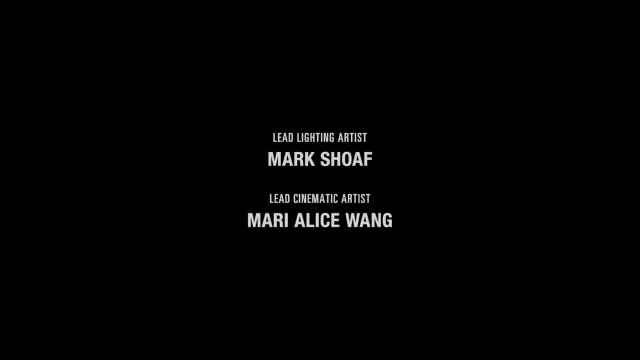 LEAD LIGHTING ARTIST
MARK SHOAF
LEAD CINEMATIC ARTIST
MARI ALICE WANG